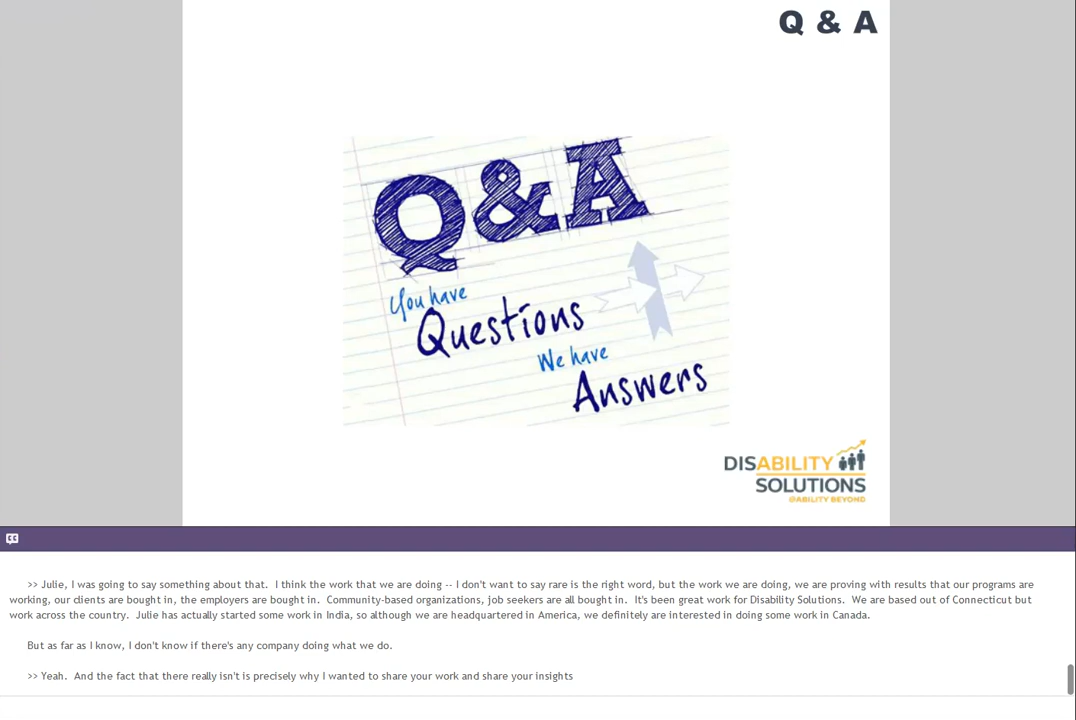 Q & A
Q&A
You have
Questions
We have
Answers
DISABILITY
SOLUTIONS
@ABILITY BEYOND
>> Julie, I was going to say something about that.  I think the work that we are doing -- I don't want to say rare is the right word, but the work we are doing, we are proving with results that our programs are
working, our clients are bought in, the employers are bought in.  Community-based organizations, job seekers are all bought in.  It's been great work for Disability Solutions.  We are based out of Connecticut but
work across the country.  Julie has actually started some work in India, so although we are headquartered in America, we definitely are interested in doing some work in Canada.
But as far as I know, I don't know if there's any company doing what we do.
>> Yeah.  And the fact that there really isn't is precisely why I wanted to share your work and share your insights